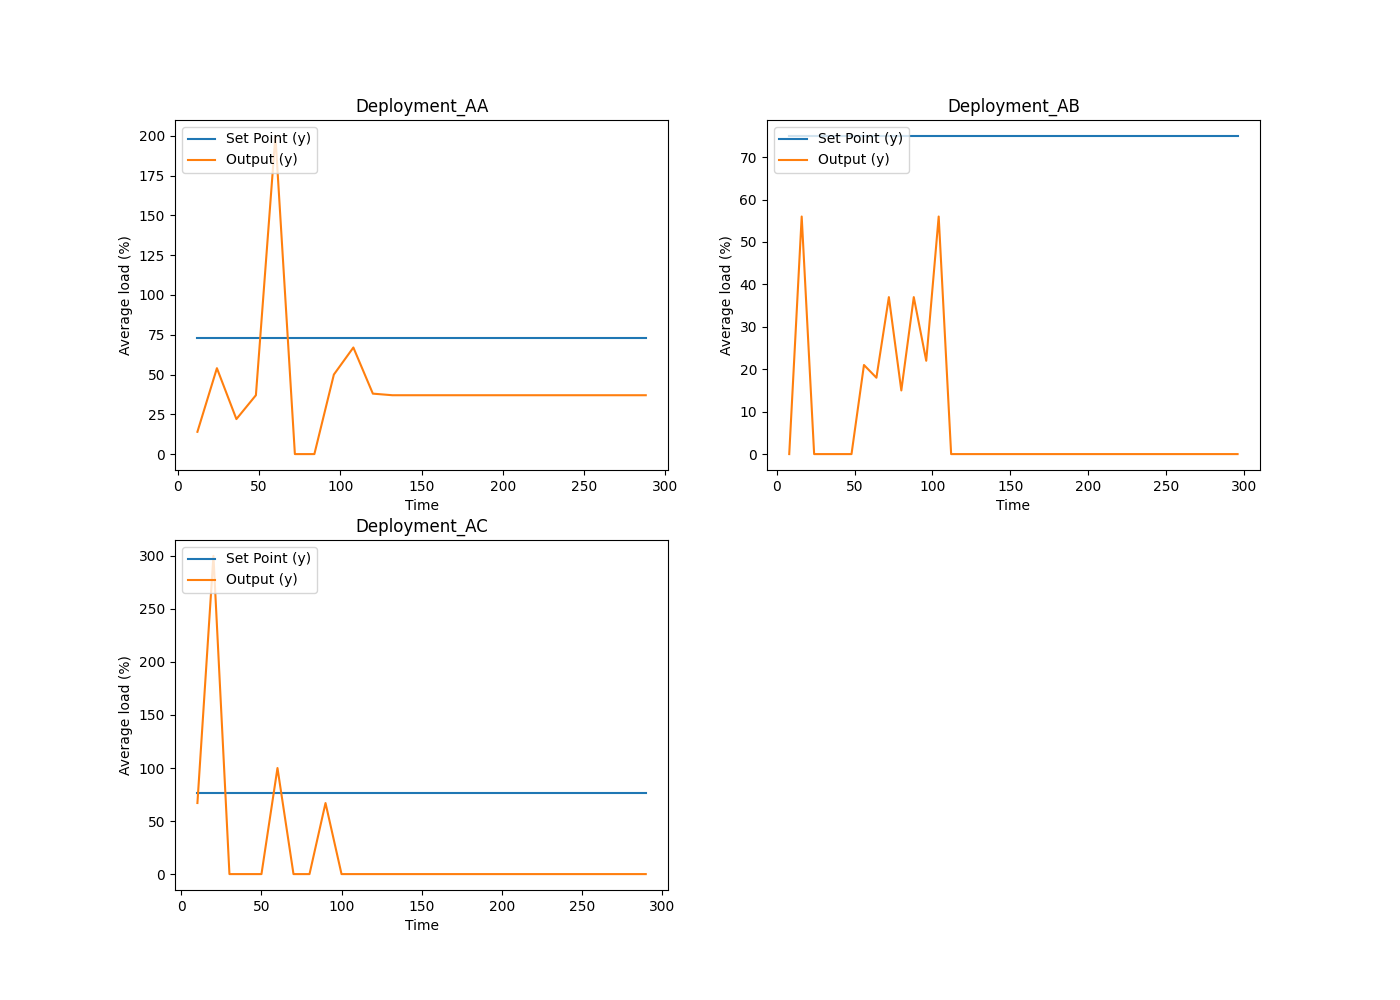 Deployment_AA
Set Point (y)
Output (y)
Average load (%)
200
175
150
125
100
75
50
25
0
0 50 100 150 200 250 300
Time
Deployment_AB
Set Point (y)
Output (y)
Average load (%)
70
60
50
40
30
20
10
0
0 50 100 150 200 250 300
Time
Deployment_AC
Set Point (y)
Output (y)
Average load (%)
300
250
200
150
100
50
0
0 50 100 150 200 250 300
Time